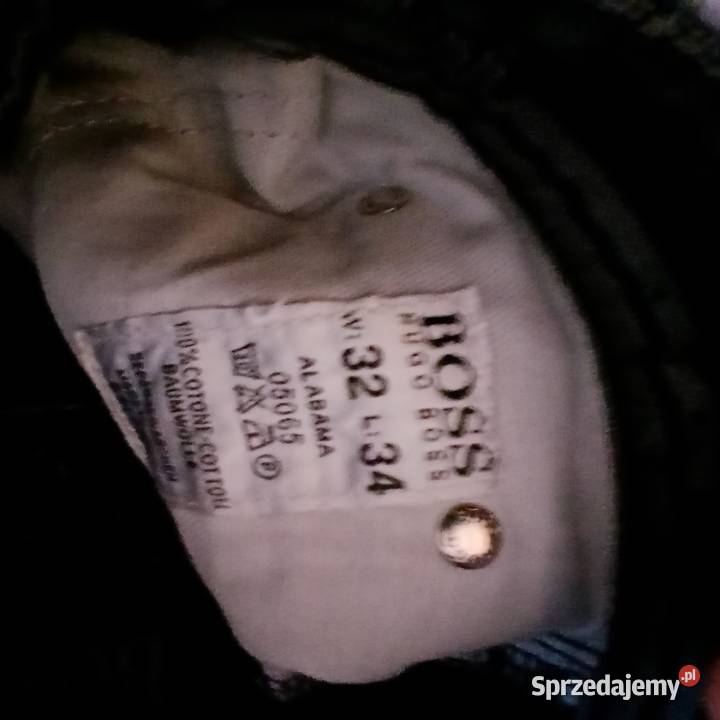 BOSS
HUGO BOSS
W: 32 L: 34
ALABAMA
05065
P
100% COTONE-COTTON
BAUMWOLLE
Sprzedajemy.pl